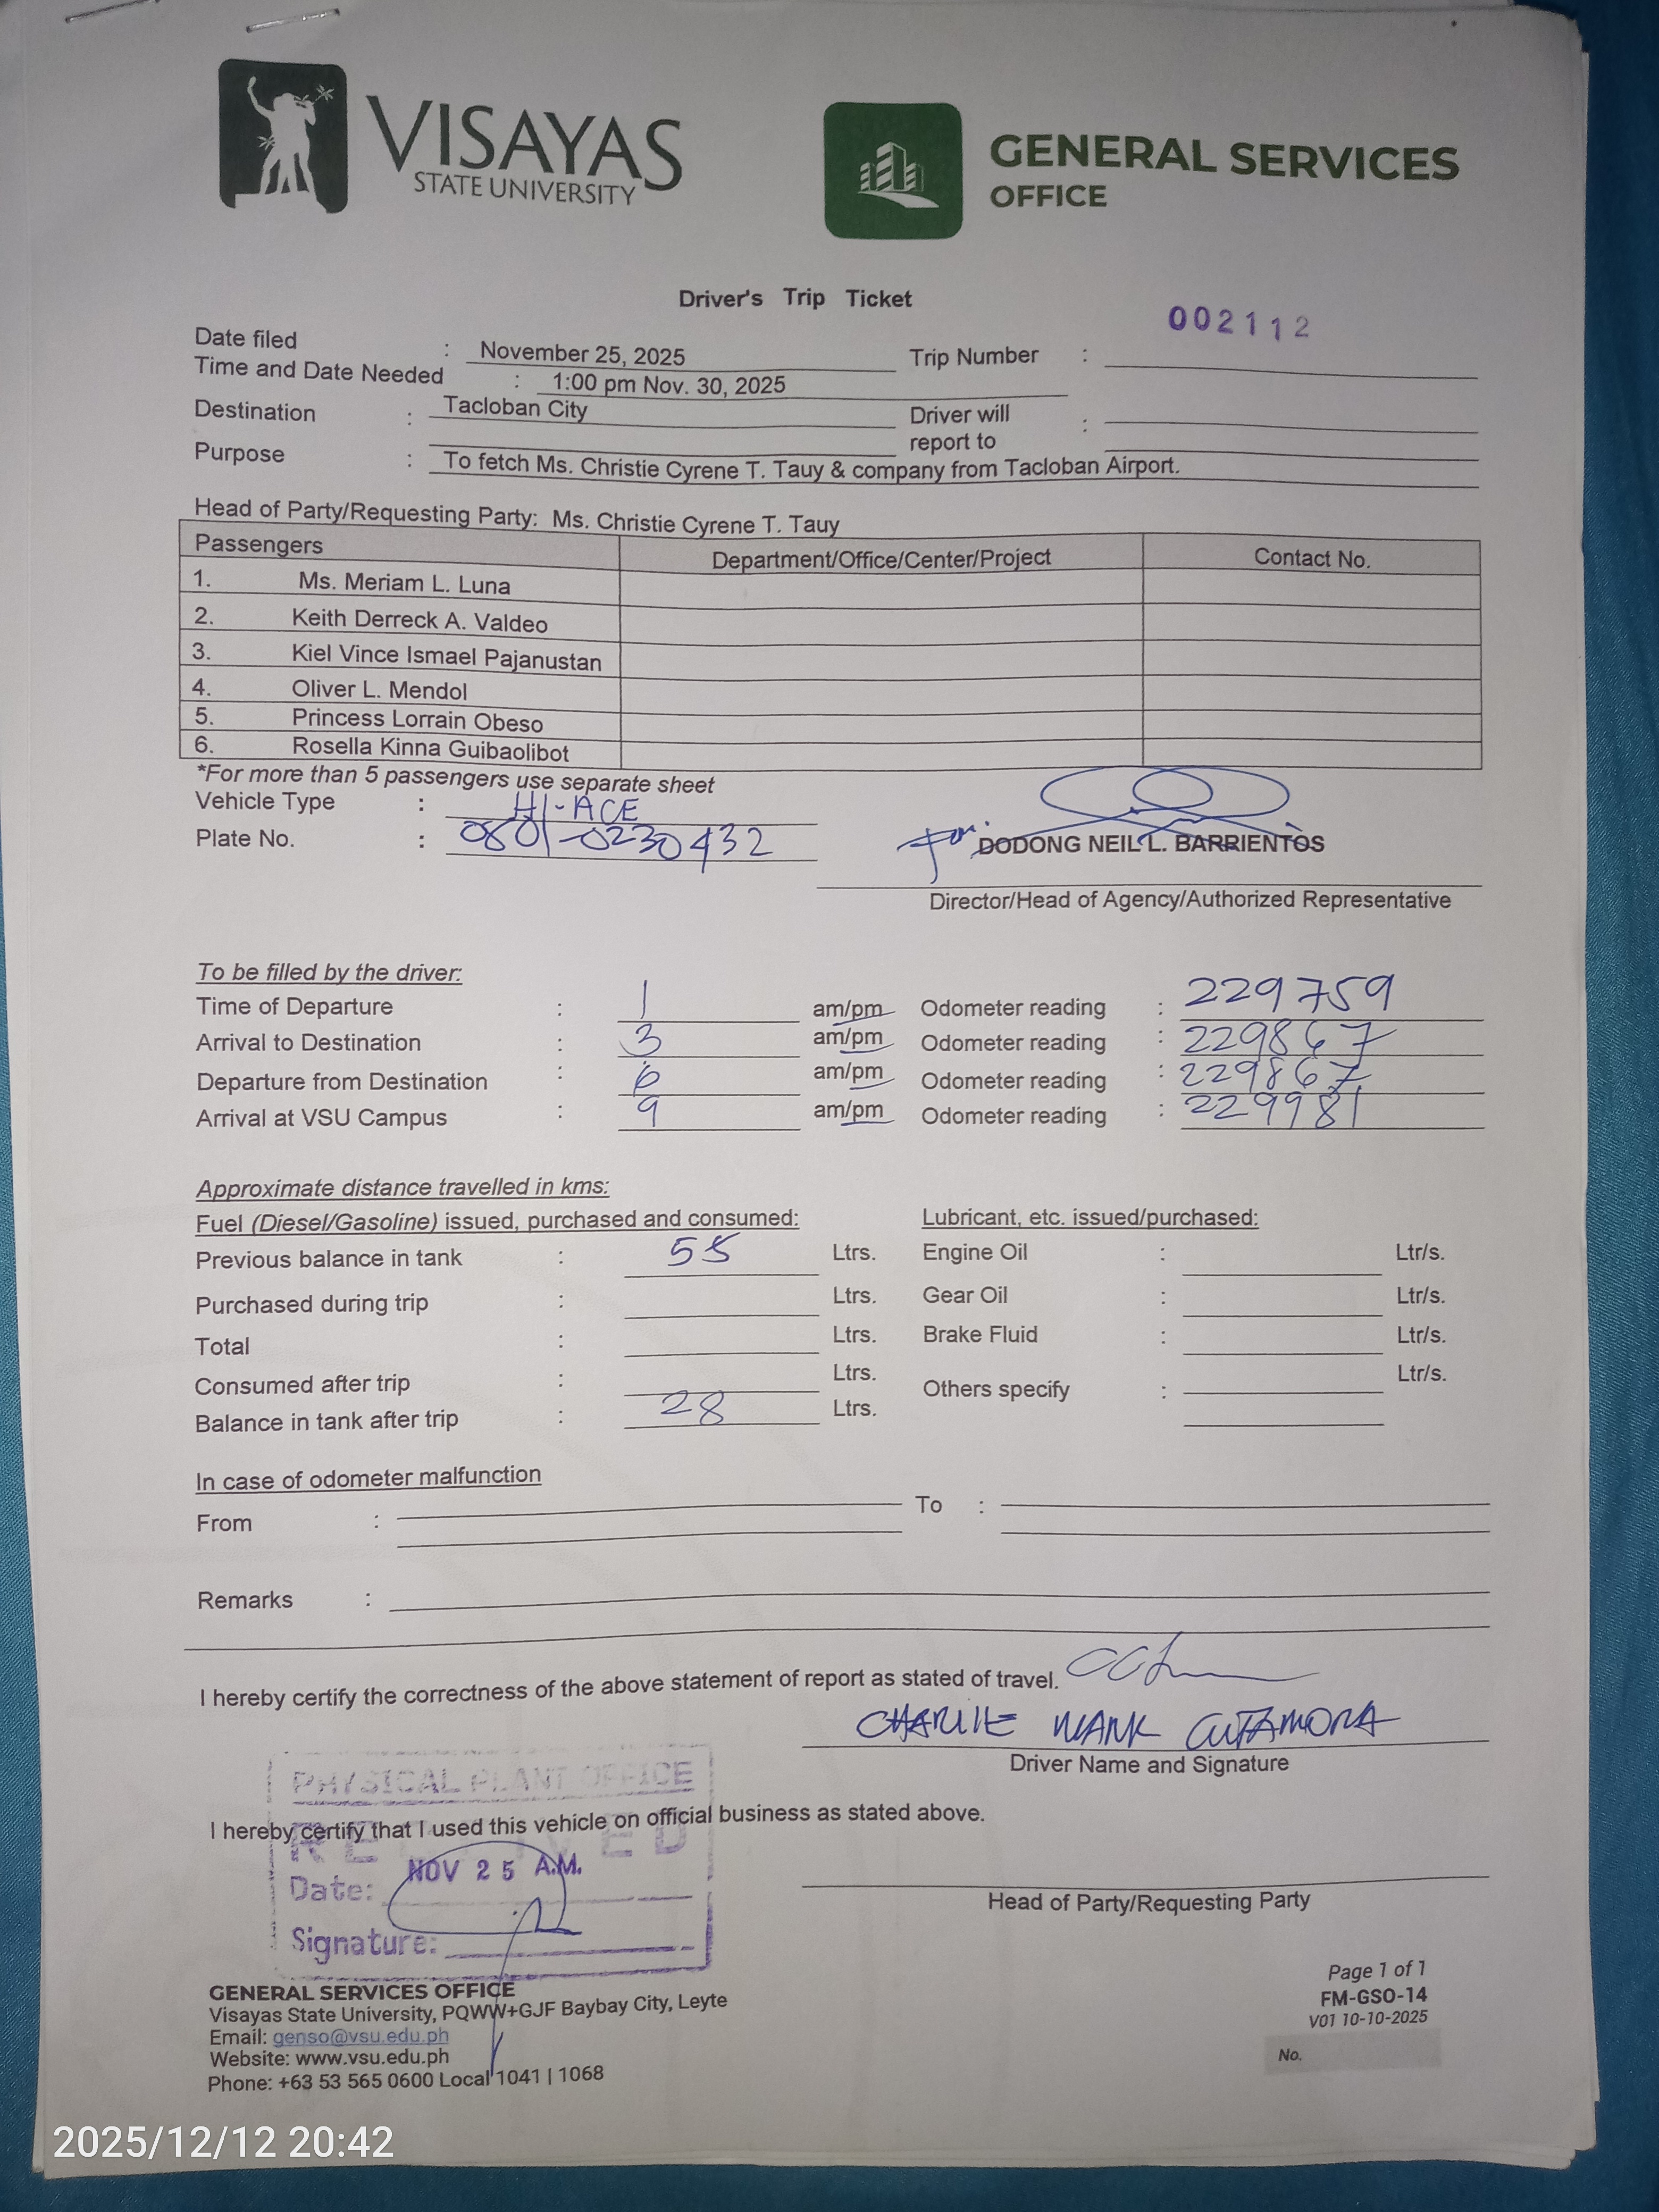 VISAYAS
STATE UNIVERSITY
GENERAL SERVICES
OFFICE
Driver's Trip Ticket
002112
Date filed : November 25, 2025 Trip Number :
Time and Date Needed : 1:00 pm Nov. 30, 2025
Destination : Tacloban City Driver will report to :
Purpose : To fetch Ms. Christie Cyrene T. Tauy & company from Tacloban Airport.
Head of Party/Requesting Party: Ms. Christie Cyrene T. Tauy
Passengers Department/Office/Center/Project Contact No.
1. Ms. Meriam L. Luna
2. Keith Derreck A. Valdeo
3. Kiel Vince Ismael Pajanustan
4. Oliver L. Mendol
5. Princess Lorrain Obeso
6. Rosella Kinna Guibaolibot
*For more than 5 passengers use separate sheet
Vehicle Type : HI-ACE
Plate No. : 0801-0230432
for: DODONG NEIL L. BARRIENTOS
Director/Head of Agency/Authorized Representative
To be filled by the driver:
Time of Departure : 1 am/pm Odometer reading : 229759
Arrival to Destination : 3 am/pm Odometer reading : 229867
Departure from Destination : 6 am/pm Odometer reading : 229867
Arrival at VSU Campus : 9 am/pm Odometer reading : 229981
Approximate distance travelled in kms:
Fuel (Diesel/Gasoline) issued, purchased and consumed: Lubricant, etc. issued/purchased:
Previous balance in tank : 55 Ltrs. Engine Oil : Ltr/s.
Purchased during trip : Ltrs. Gear Oil : Ltr/s.
Total : Ltrs. Brake Fluid : Ltr/s.
Consumed after trip : Ltrs. Others specify : Ltr/s.
Balance in tank after trip : 28 Ltrs.
In case of odometer malfunction
From : To :
Remarks :
I hereby certify the correctness of the above statement of report as stated of travel.
CHARLIE MARK CUTAMORA
Driver Name and Signature
PHYSICAL PLANT OFFICE
I hereby certify that I used this vehicle on official business as stated above.
RECEIVED
Date: NOV 25 A.M.
Head of Party/Requesting Party
Signature:
GENERAL SERVICES OFFICE
Visayas State University, PQWW+GJF Baybay City, Leyte
Email: genso@vsu.edu.ph
Website: www.vsu.edu.ph
Phone: +63 53 565 0600 Local 1041 | 1068
Page 1 of 1
FM-GSO-14
V01 10-10-2025
No.
2025/12/12 20:42